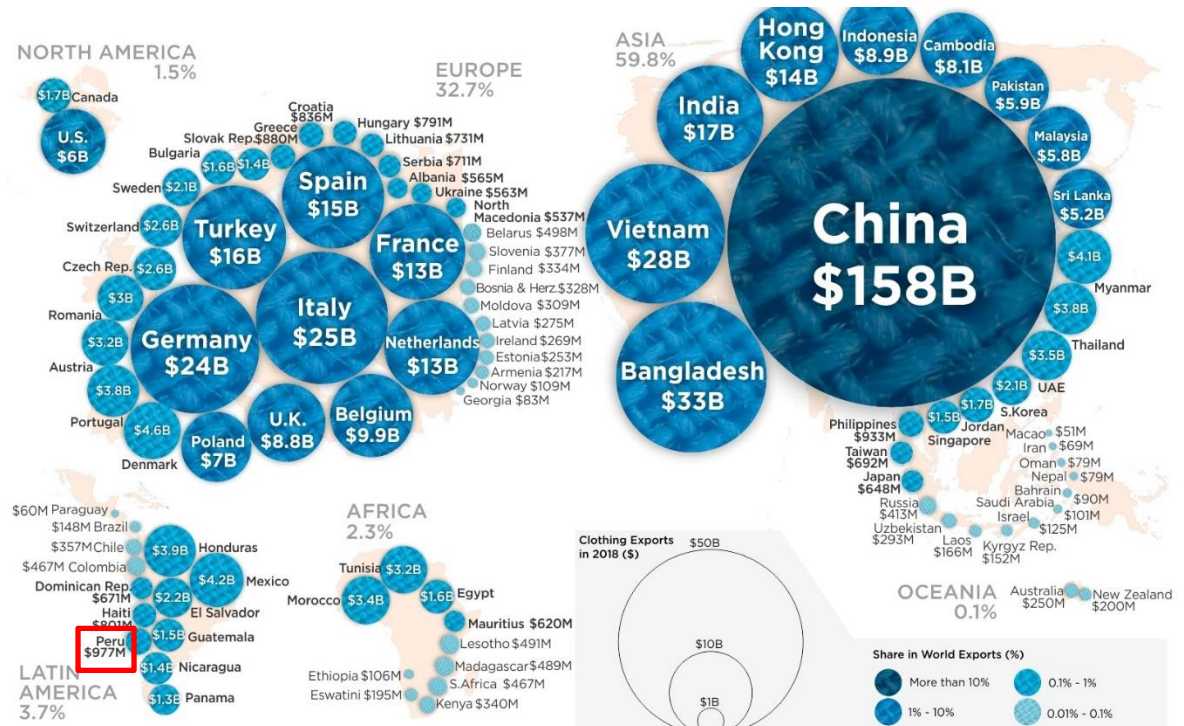 NORTH AMERICA
1.5%
$1.7B Canada
U.S.
$6B
EUROPE
32.7%
Croatia
$836M
Greece
$880M
Slovak Rep.
$1.4B
Bulgaria
$1.6B
Sweden $2.1B
Switzerland $2.6B
Czech Rep. $2.6B
$3B
Romania
$3.2B
Austria
$3.8B
Portugal
$4.6B
Denmark
Hungary $791M
Lithuania $731M
Serbia $711M
Albania $565M
Ukraine $563M
North
Macedonia $537M
Belarus $498M
Slovenia $377M
Finland $334M
Bosnia & Herz.$328M
Moldova $309M
Latvia $275M
Ireland $269M
Estonia $253M
Armenia $217M
Norway $109M
Georgia $83M
Spain
$15B
Turkey
$16B
France
$13B
Italy
$25B
Germany
$24B
Netherlands
$13B
Poland
$7B
U.K.
$8.8B
Belgium
$9.9B
ASIA
59.8%
Hong
Kong
$14B
Indonesia
$8.9B
Cambodia
$8.1B
Pakistan
$5.9B
Malaysia
$5.8B
Sri Lanka
$5.2B
$4.1B
Myanmar
$3.8B
Thailand
$3.5B
UAE
$2.1B
S.Korea
$1.7B
Jordan
$1.5B
Singapore
India
$17B
Vietnam
$28B
Bangladesh
$33B
China
$158B
Philippines
$933M
Taiwan
$692M
Japan
$648M
Russia
$413M
Uzbekistan
$293M
Laos
$166M
Kyrgyz Rep.
$152M
Israel
$125M
Saudi Arabia
$101M
Bahrain
$90M
Nepal $79M
Oman $79M
Iran $69M
Macao $51M
$60M Paraguay
$148M Brazil
$357M Chile
$467M Colombia
Dominican Rep.
$671M
Haiti
$801M
Peru
$977M
$3.9B Honduras
$4.2B Mexico
$2.2B
El Salvador
$1.5B Guatemala
$1.4B Nicaragua
$1.3B Panama
LATIN
AMERICA
3.7%
AFRICA
2.3%
Tunisia $3.2B
Morocco $3.4B
$1.6B Egypt
Mauritius $620M
Lesotho $491M
Madagascar $489M
S.Africa $467M
Kenya $340M
Ethiopia $106M
Eswatini $195M
OCEANIA
0.1%
Australia
$250M
New Zealand
$200M
Clothing Exports
in 2018 ($)
$50B
$10B
$1B
Share in World Exports (%)
More than 10%
0.1% - 1%
1% - 10%
0.01% - 0.1%